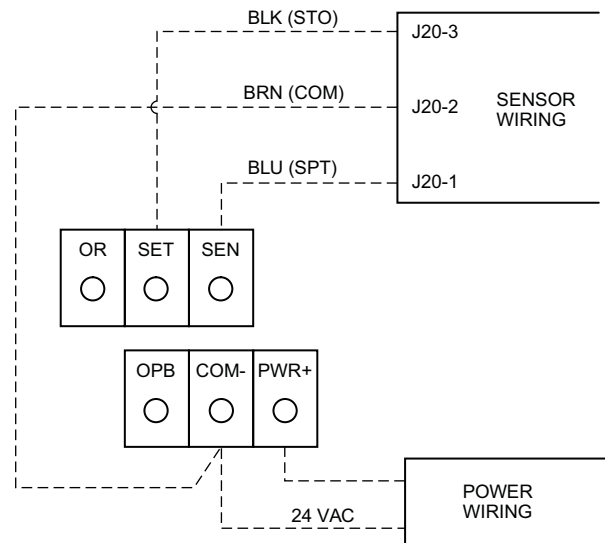 BLK (STO)
J20-3
BRN (COM)
J20-2
SENSOR
WIRING
BLU (SPT)
J20-1
OR SET SEN
OPB COM- PWR+
24 VAC
POWER
WIRING